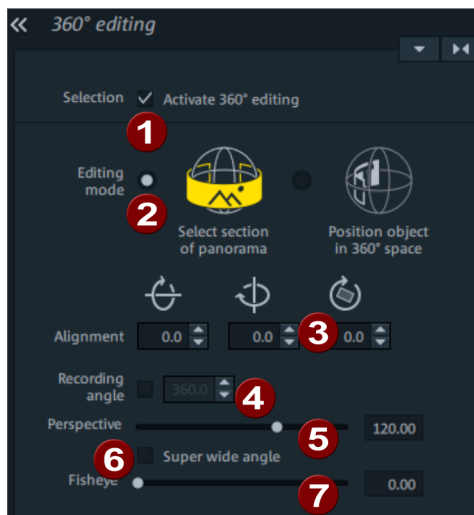 360° editing
Selection Activate 360° editing
1
Editing
mode
2
Select section
of panorama
Position object
in 360° space
Alignment 0.0 0.0 3 0.0
Recording
angle 360.0 4
Perspective 5 120.00
6 Super wide angle
Fisheye 7 0.00